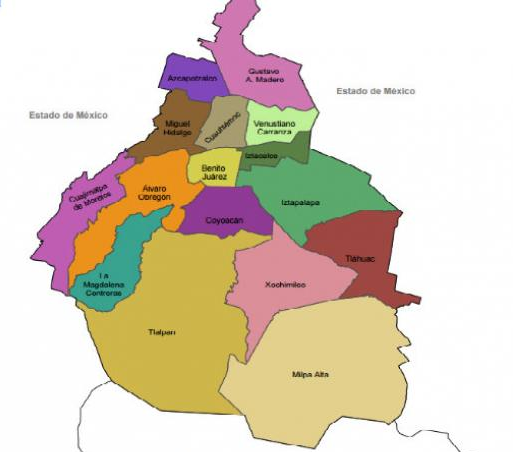 Gustavo
A. Madero
Azcapotzalco
Estado de México
Estado de México
Miguel
Hidalgo
Cuauhtémoc
Venustiano
Carranza
Iztacalco
Benito
Juárez
Cuajimalpa
de Morelos
Álvaro
Obregón
Iztapalapa
Coyoacán
Tláhuac
La
Magdalena
Contreras
Xochimilco
Tlalpan
Milpa Alta